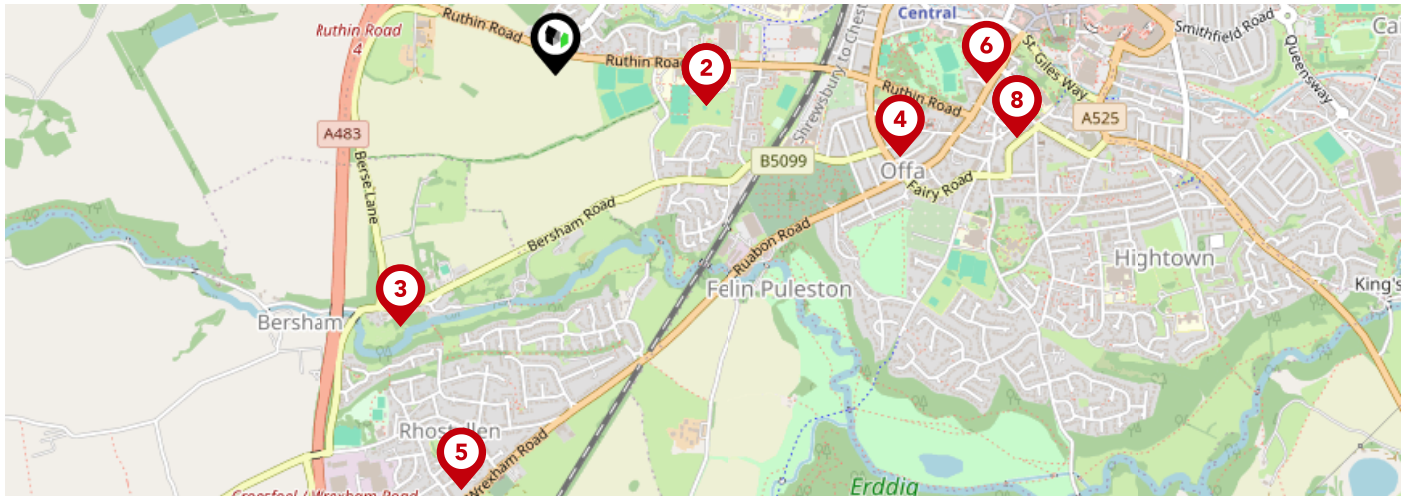 Central
Smithfield Road
Ca
Ruthin Road
Ruthin Road
4
6
St. Giles Way
Queensway
Ruthin Road
2
Shrewsbury to Chest
Ruthin Road
8
4
A525
A483
B5099
Offa
Fairy Road
Berse Lane
Bersham Road
Ruabon Road
Hightown
3
Felin Puleston
King's
Bersham
Rhostyllen
5
Wrexham Road
Croesfoel / Wrexham Road
Erddig